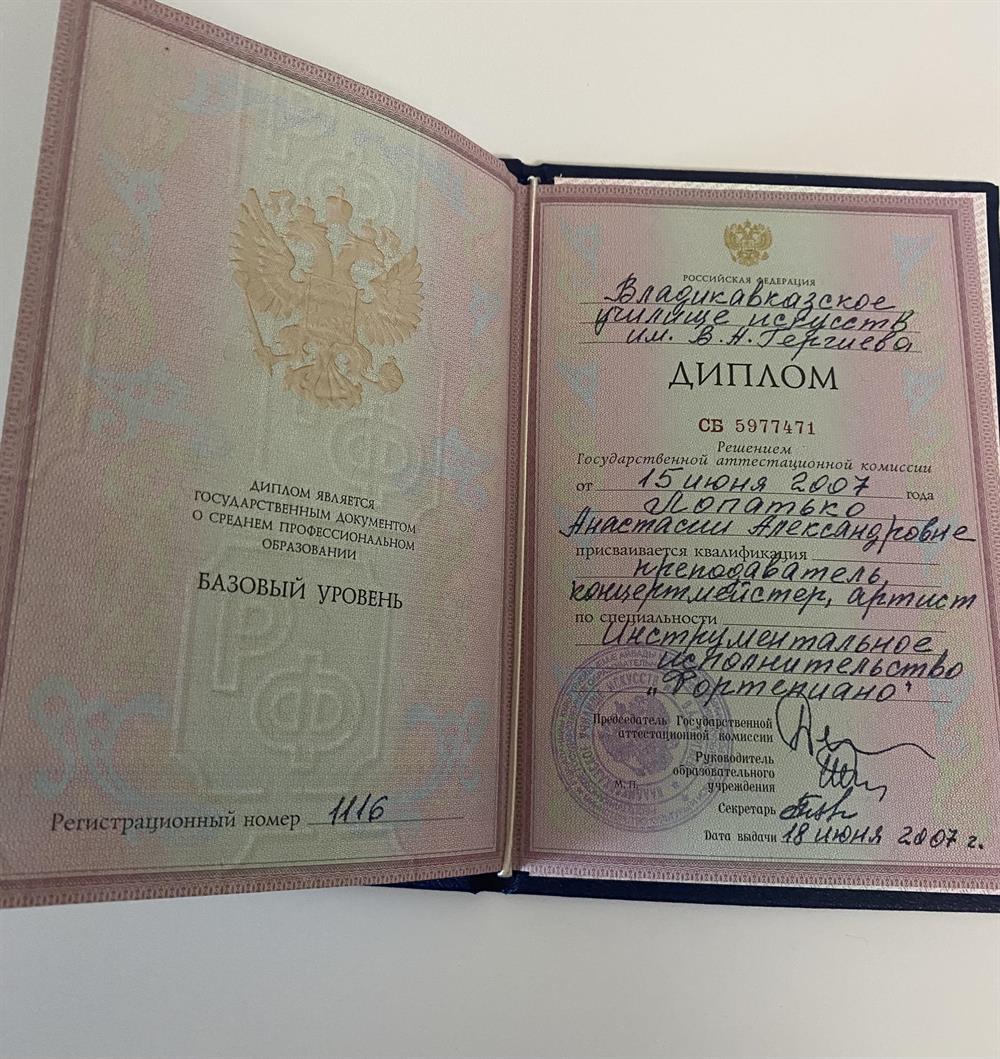 ДИПЛОМ ЯВЛЯЕТСЯ
ГОСУДАРСТВЕННЫМ ДОКУМЕНТОМ
О СРЕДНЕМ ПРОФЕССИОНАЛЬНОМ
ОБРАЗОВАНИИ
БАЗОВЫЙ УРОВЕНЬ
Регистрационный номер 1116
РОССИЙСКАЯ ФЕДЕРАЦИЯ
Владикавказское
училище искусств
им. В.А. Гергиева
ДИПЛОМ
СБ 5977471
Решением
Государственной аттестационной комиссии
от 15 июня 2007 года
Лопатько
Анастасии Александровне
присваивается квалификация
преподаватель,
концертмейстер, артист
по специальности
Инструментальное
исполнительство
„Фортепиано"
Председатель Государственной
аттестационной комиссии
Руководитель
образовательного
учреждения
М. П.
Секретарь
Дата выдачи 18 июня 2007 г.